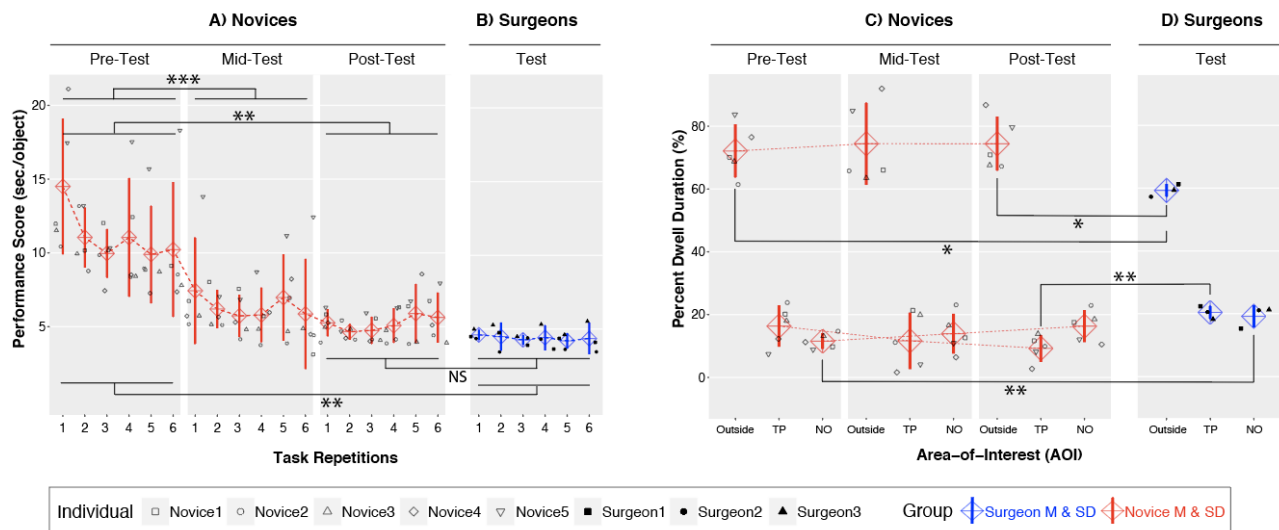 A) Novices
B) Surgeons
Pre-Test
Mid-Test
Post-Test
Test
Performance Score (sec./object)
20
15
10
5
***
**
NS
**
1 2 3 4 5 6 1 2 3 4 5 6 1 2 3 4 5 6 1 2 3 4 5 6
Task Repetitions
C) Novices
D) Surgeons
Pre-Test
Mid-Test
Post-Test
Test
Percent Dwell Duration (%)
80
60
40
20
0
*
*
**
**
Outside TP NO Outside TP NO Outside TP NO Outside TP NO
Area-of-Interest (AOI)
Individual Novice1 Novice2 Novice3 Novice4 Novice5 Surgeon1 Surgeon2 Surgeon3 Group Surgeon M & SD Novice M & SD